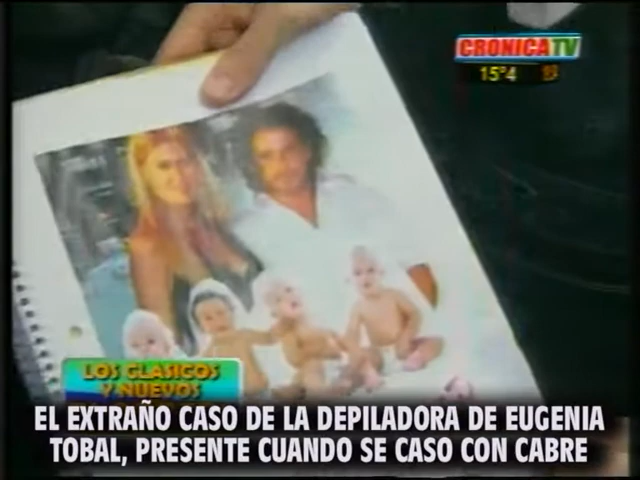 CRONICA TV
15°4
LOS CLASICOS
Y NUEVOS
EL EXTRAÑO CASO DE LA DEPILADORA DE EUGENIA
TOBAL, PRESENTE CUANDO SE CASO CON CABRE